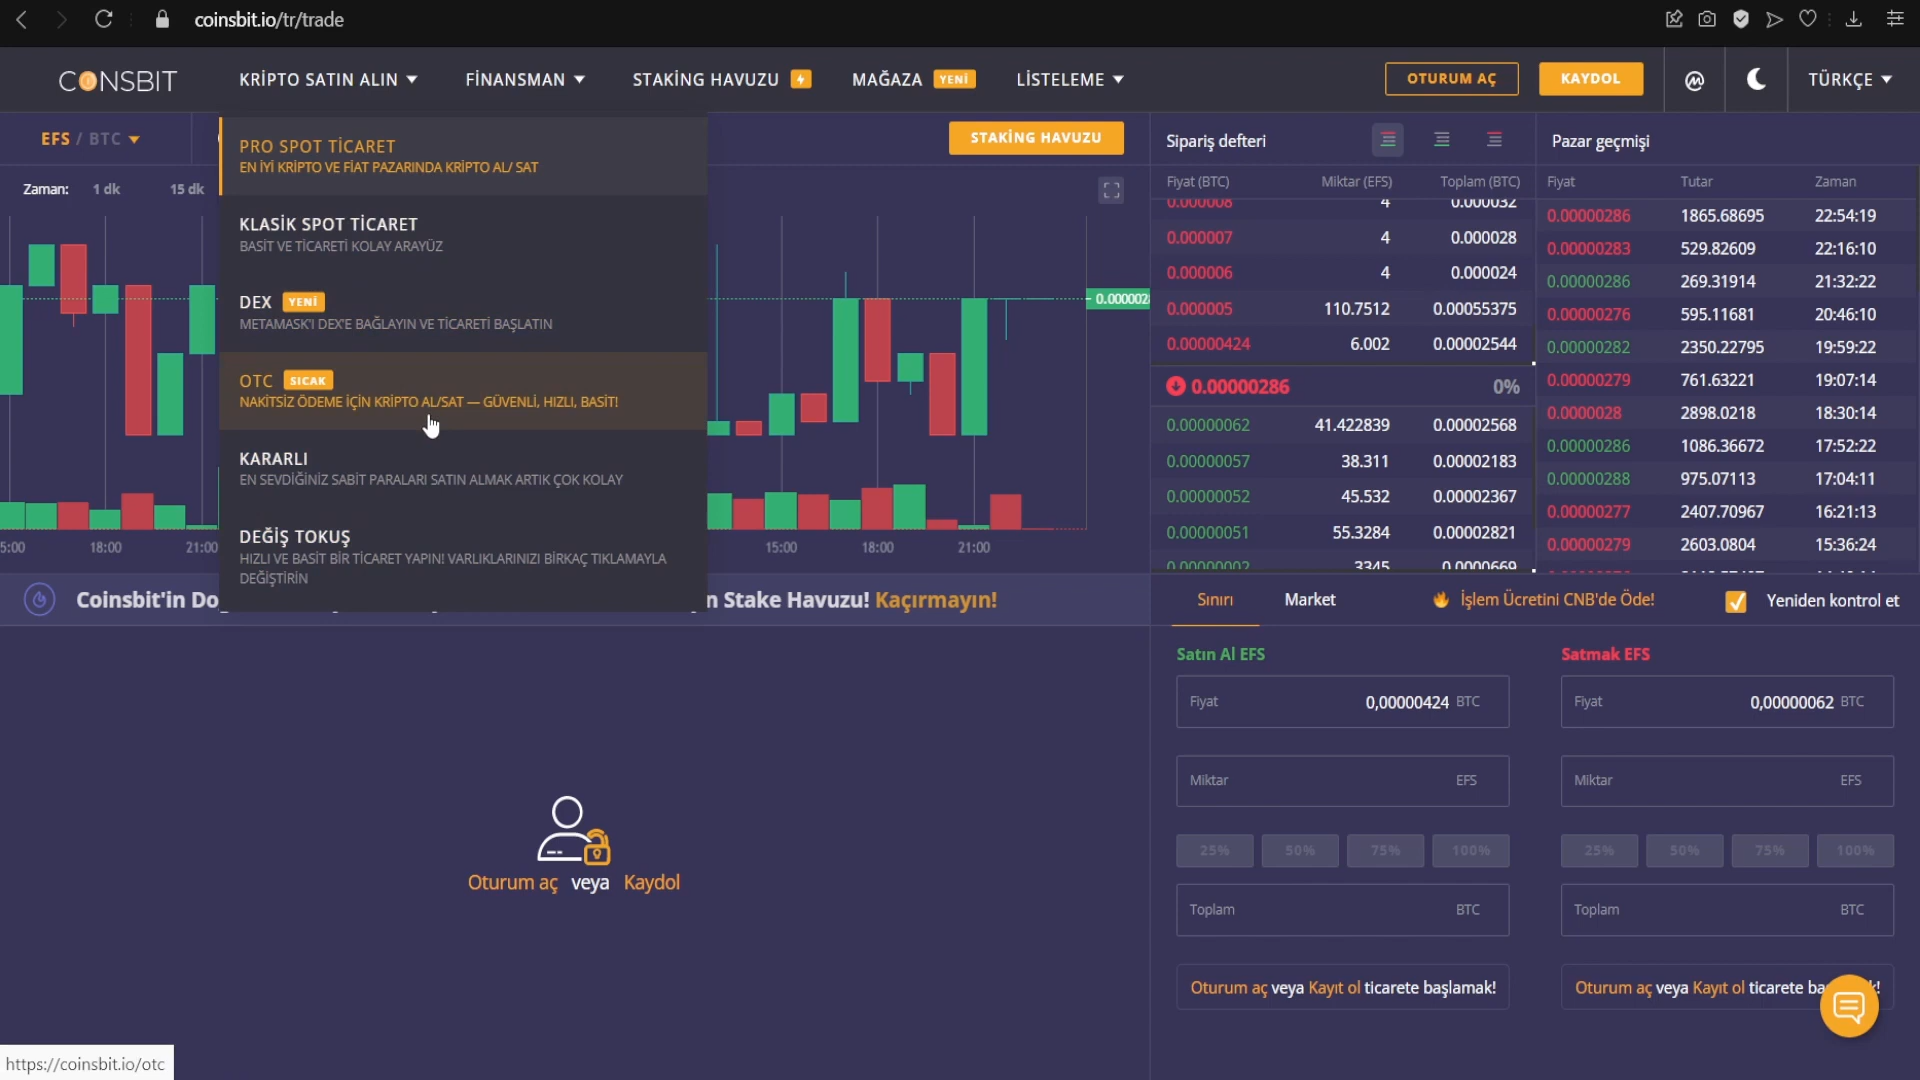 coinsbit.io/tr/trade
CONSBIT
KRİPTO SATIN ALIN
FİNANSMAN
STAKİNG HAVUZU
MAĞAZA YENİ
LİSTELEME
OTURUM AÇ
KAYDOL
TÜRKÇE
EFS / BTC
STAKİNG HAVUZU
Zaman: 1 dk 15 dk
PRO SPOT TİCARET
EN İYİ KRİPTO VE FİAT PAZARINDA KRİPTO AL/ SAT
KLASİK SPOT TİCARET
BASİT VE TİCARETİ KOLAY ARAYÜZ
DEX YENİ
METAMASK'I DEX'E BAĞLAYIN VE TİCARETİ BAŞLATIN
OTC SICAK
NAKİTSİZ ÖDEME İÇİN KRİPTO AL/SAT — GÜVENLİ, HIZLI, BASİT!
KARARLI
EN SEVDİĞİNİZ SABİT PARALARI SATIN ALMAK ARTIK ÇOK KOLAY
DEĞİŞ TOKUŞ
HIZLI VE BASİT BİR TİCARET YAPIN! VARLIKLARINIZI BİRKAÇ TIKLAMAYLA
DEĞİŞTİRİN
0.000002
5:00 18:00 21:00 15:00 18:00 21:00
Coinsbit'in Do n Stake Havuzu! Kaçırmayın!
Oturum aç veya Kaydol
Sipariş defteri
Fiyat (BTC) Miktar (EFS) Toplam (BTC)
0.000008 4 0.000032
0.000007 4 0.000028
0.000006 4 0.000024
0.000005 110.7512 0.00055375
0.00000424 6.002 0.00002544
0.00000286 0%
0.00000062 41.422839 0.00002568
0.00000057 38.311 0.00002183
0.00000052 45.532 0.00002367
0.00000051 55.3284 0.00002821
0.00000002 3345 0.0000669
Pazar geçmişi
Fiyat Tutar Zaman
0.00000286 1865.68695 22:54:19
0.00000283 529.82609 22:16:10
0.00000286 269.31914 21:32:22
0.00000276 595.11681 20:46:10
0.00000282 2350.22795 19:59:22
0.00000279 761.63221 19:07:14
0.0000028 2898.0218 18:30:14
0.00000286 1086.36672 17:52:22
0.00000288 975.07113 17:04:11
0.00000277 2407.70967 16:21:13
0.00000279 2603.0804 15:36:24
Sınırı Market İşlem Ücretini CNB'de Öde! Yeniden kontrol et
Satın Al EFS
Fiyat 0,00000424 BTC
Miktar EFS
25% 50% 75% 100%
Toplam BTC
Oturum aç veya Kayıt ol ticarete başlamak!
Satmak EFS
Fiyat 0,00000062 BTC
Miktar EFS
25% 50% 75% 100%
Toplam BTC
Oturum aç veya Kayıt ol ticarete ba k!
https://coinsbit.io/otc